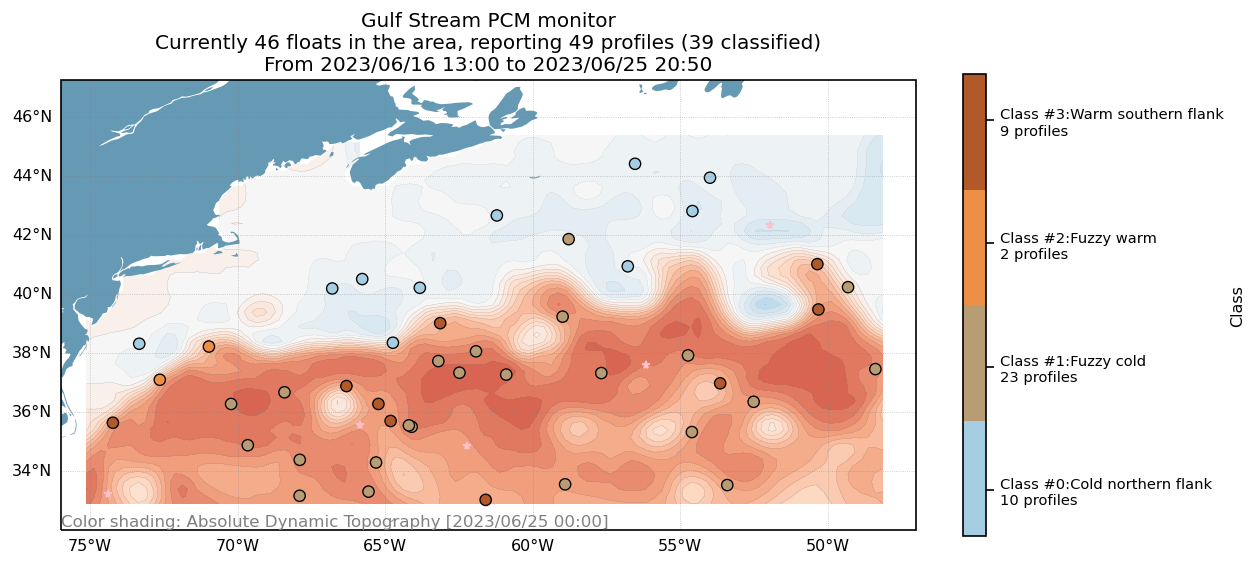 Gulf Stream PCM monitor
Currently 46 floats in the area, reporting 49 profiles (39 classified)
From 2023/06/16 13:00 to 2023/06/25 20:50
46°N
44°N
42°N
40°N
38°N
36°N
34°N
Color shading: Absolute Dynamic Topography [2023/06/25 00:00]
75°W
70°W
65°W
60°W
55°W
50°W
Class #3:Warm southern flank
9 profiles
Class #2:Fuzzy warm
2 profiles
Class #1:Fuzzy cold
23 profiles
Class #0:Cold northern flank
10 profiles
Class